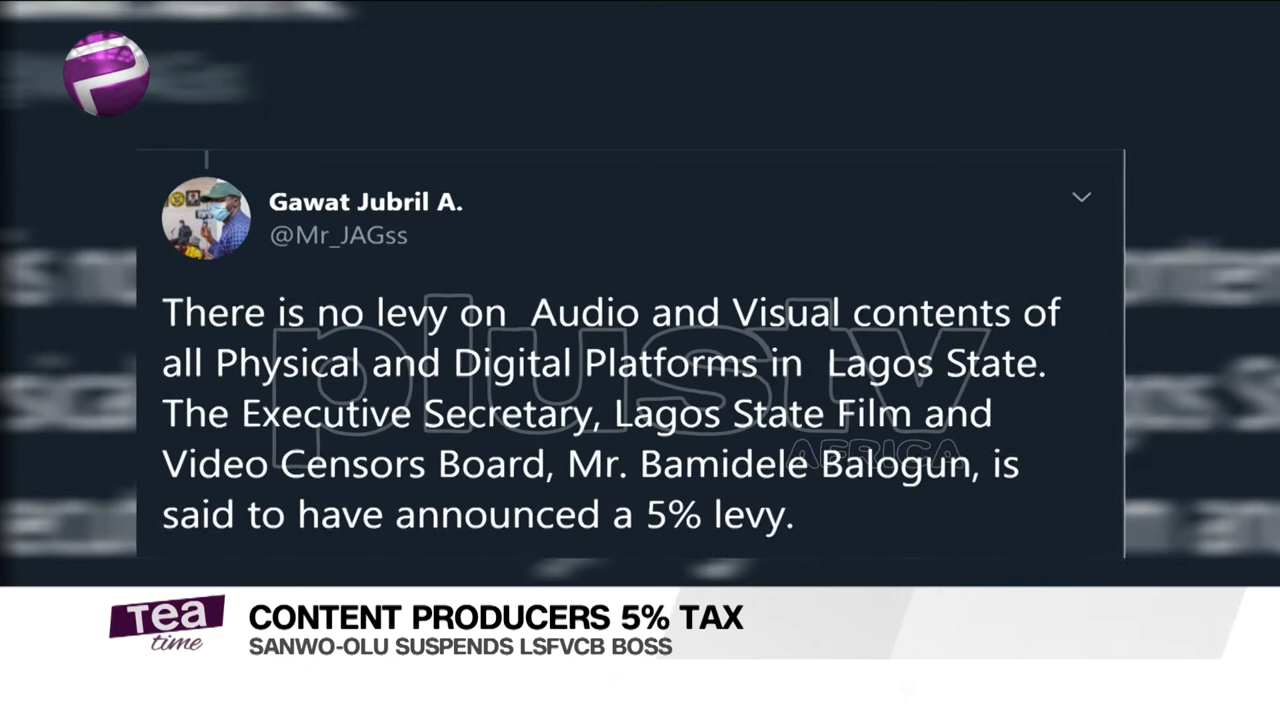 Gawat Jubril A.
@Mr_JAGss
There is no levy on Audio and Visual contents of
all Physical and Digital Platforms in Lagos State.
The Executive Secretary, Lagos State Film and
Video Censors Board, Mr. Bamidele Balogun, is
said to have announced a 5% levy.
plustv
AFRICA
Tea
time
CONTENT PRODUCERS 5% TAX
SANWO-OLU SUSPENDS LSFVCB BOSS